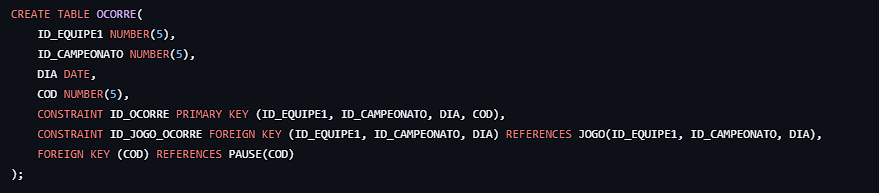 CREATE TABLE OCORRE(
    ID_EQUIPE1 NUMBER(5),
    ID_CAMPEONATO NUMBER(5),
    DIA DATE,
    COD NUMBER(5),
    CONSTRAINT ID_OCORRE PRIMARY KEY (ID_EQUIPE1, ID_CAMPEONATO, DIA, COD),
    CONSTRAINT ID_JOGO_OCORRE FOREIGN KEY (ID_EQUIPE1, ID_CAMPEONATO, DIA) REFERENCES JOGO(ID_EQUIPE1, ID_CAMPEONATO, DIA),
    FOREIGN KEY (COD) REFERENCES PAUSE(COD)
);